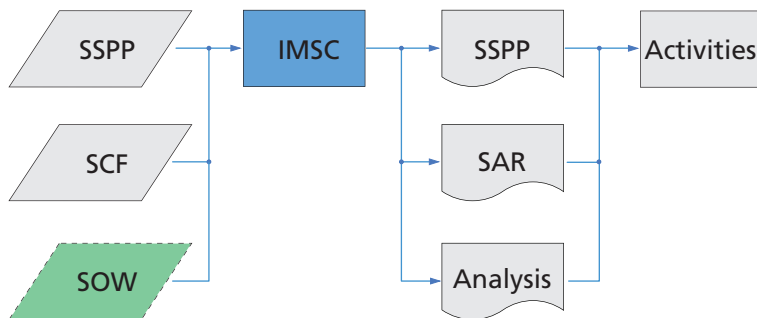 SSPP
IMSC
SSPP
Activities
SCF
SAR
SOW
Analysis